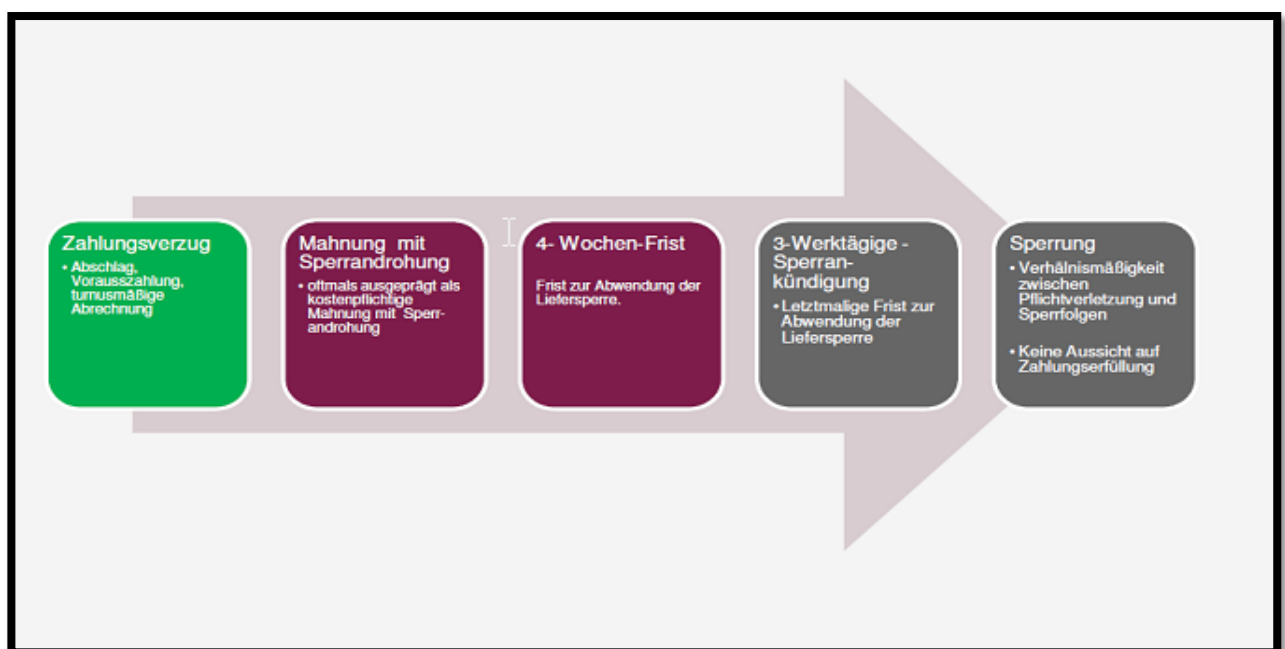 Zahlungsverzug
• Abschlag,
Vorausszahlung,
turnusmäßige
Abrechnung
Mahnung mit
Sperrandrohung
• oftmals ausgeprägt als
kostenpflichtige
Mahnung mit Sperr-
androhung
4- Wochen-Frist
Frist zur Abwendung der
Liefersperre.
3-Werktägige -
Sperran-
kündigung
• Letztmalige Frist zur
Abwendung der
Liefersperre
Sperrung
• Verhälnismäßigkeit
zwischen
Pflichtverletzung und
Sperrfolgen
• Keine Aussicht auf
Zahlungserfüllung